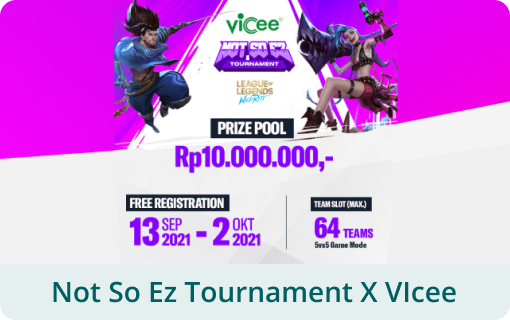 vicee
NOT SO EZ
TOURNAMENT
LEAGUE OF
LEGENDS
WILD RIFT
PRIZE POOL
Rp10.000.000,-
FREE REGISTRATION
13 SEP 2021 - 2 OKT 2021
TEAM SLOT (MAX.)
64 TEAMS
5vs5 Game Mode
Not So Ez Tournament X VIcee